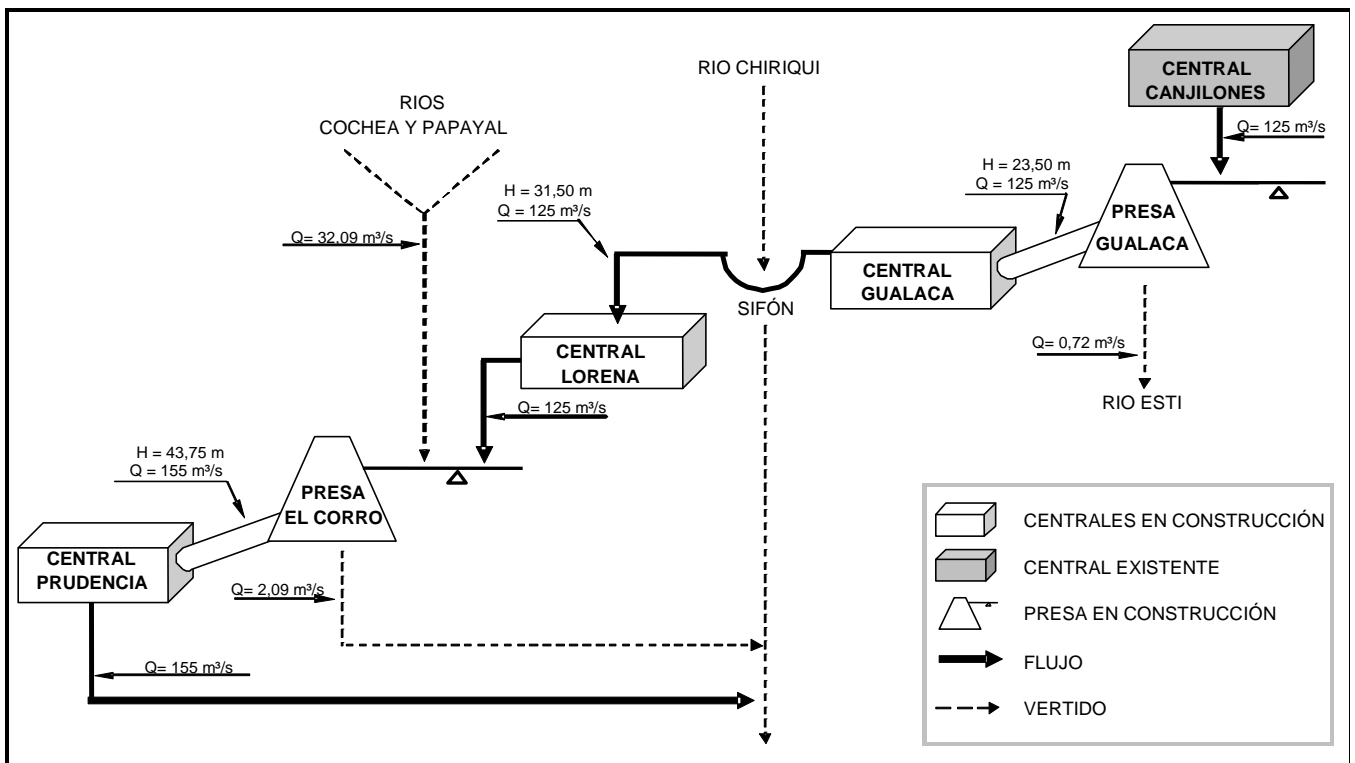 RIO CHIRIQUI
CENTRAL
CANJILONES
Q= 125 m³/s
RIOS
COCHEA Y PAPAYAL
H = 23,50 m
Q = 125 m³/s
PRESA
GUALACA
H = 31,50 m
Q = 125 m³/s
Q= 32,09 m³/s
CENTRAL
GUALACA
SIFÓN
CENTRAL
LORENA
Q= 0,72 m³/s
RIO ESTI
Q= 125 m³/s
H = 43,75 m
Q = 155 m³/s
PRESA
EL CORRO
CENTRAL
PRUDENCIA
Q= 2,09 m³/s
Q= 155 m³/s
CENTRALES EN CONSTRUCCIÓN
CENTRAL EXISTENTE
PRESA EN CONSTRUCCIÓN
FLUJO
VERTIDO